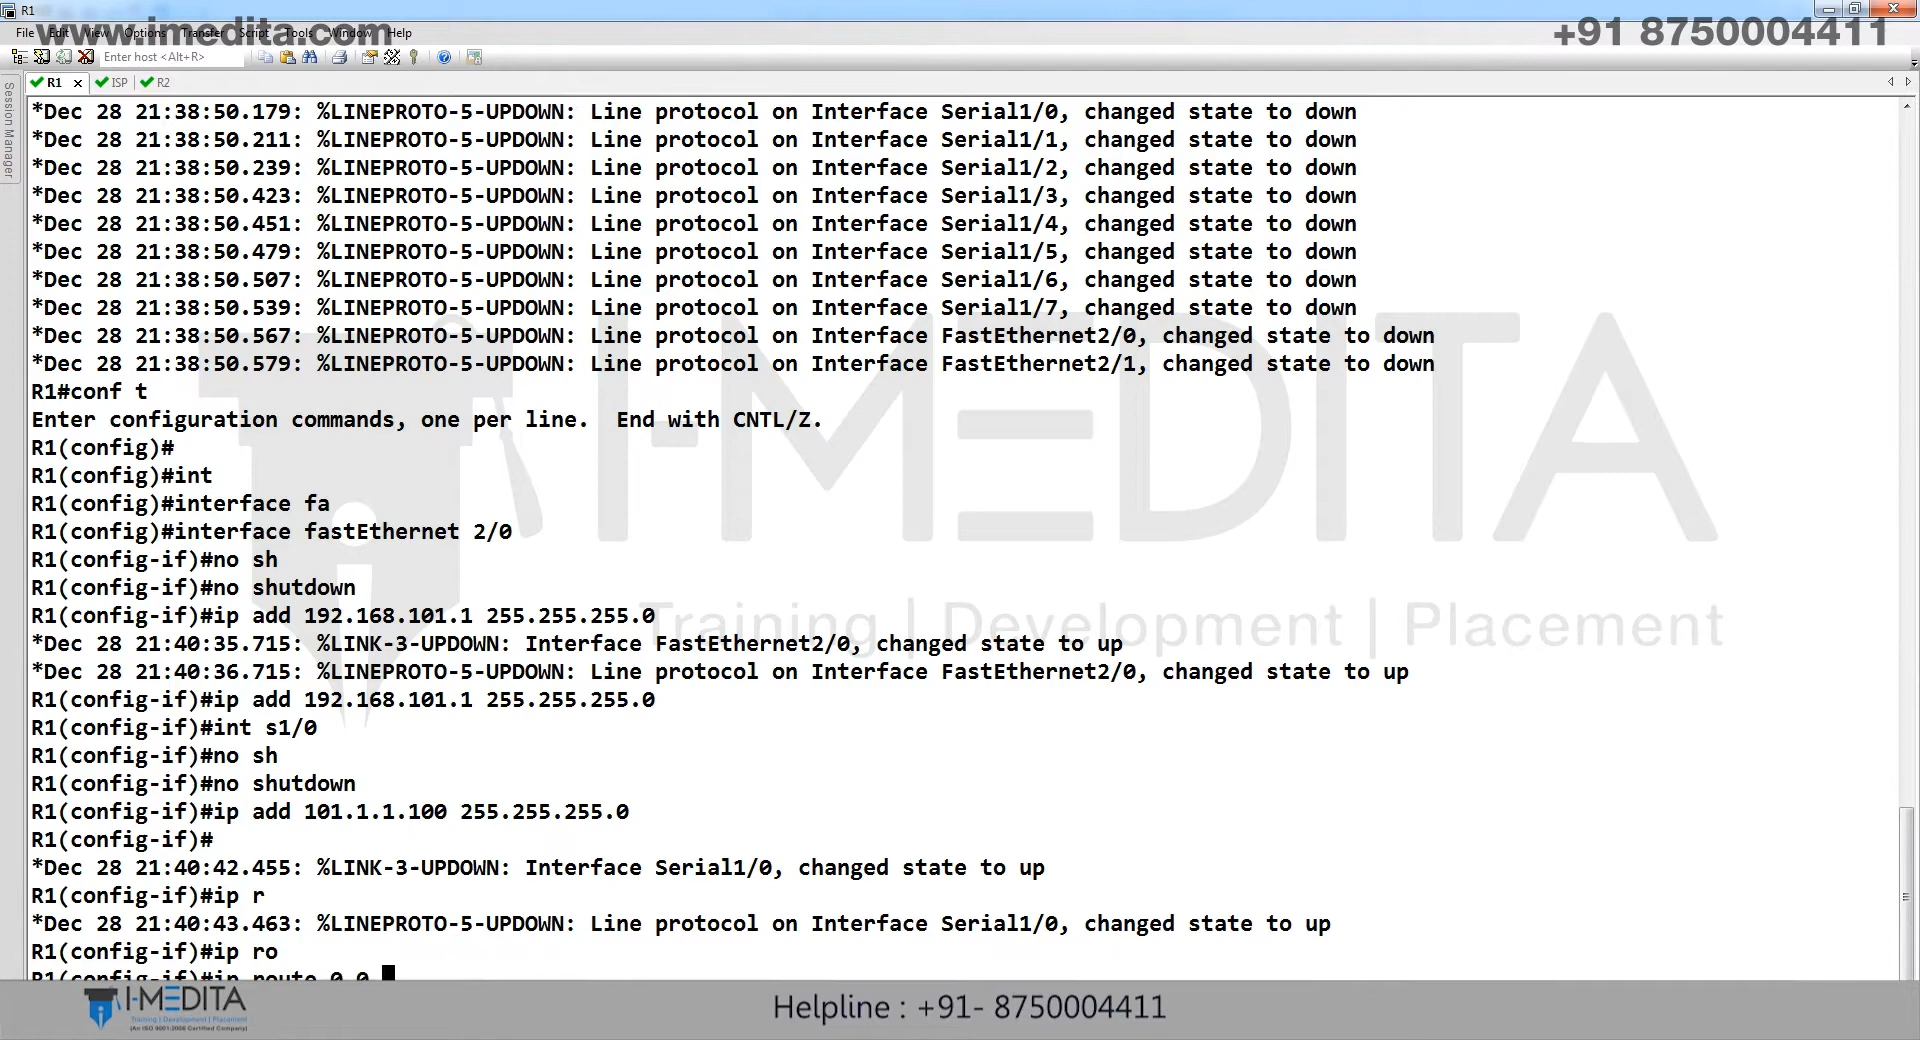 R1
www.imedita.com
+91 8750004411
File Edit View Options Transfer Script Tools Window Help
Enter host <Alt+R>
R1 ISP R2
Session Manager
*Dec 28 21:38:50.179: %LINEPROTO-5-UPDOWN: Line protocol on Interface Serial1/0, changed state to down
*Dec 28 21:38:50.211: %LINEPROTO-5-UPDOWN: Line protocol on Interface Serial1/1, changed state to down
*Dec 28 21:38:50.239: %LINEPROTO-5-UPDOWN: Line protocol on Interface Serial1/2, changed state to down
*Dec 28 21:38:50.423: %LINEPROTO-5-UPDOWN: Line protocol on Interface Serial1/3, changed state to down
*Dec 28 21:38:50.451: %LINEPROTO-5-UPDOWN: Line protocol on Interface Serial1/4, changed state to down
*Dec 28 21:38:50.479: %LINEPROTO-5-UPDOWN: Line protocol on Interface Serial1/5, changed state to down
*Dec 28 21:38:50.507: %LINEPROTO-5-UPDOWN: Line protocol on Interface Serial1/6, changed state to down
*Dec 28 21:38:50.539: %LINEPROTO-5-UPDOWN: Line protocol on Interface Serial1/7, changed state to down
*Dec 28 21:38:50.567: %LINEPROTO-5-UPDOWN: Line protocol on Interface FastEthernet2/0, changed state to down
*Dec 28 21:38:50.579: %LINEPROTO-5-UPDOWN: Line protocol on Interface FastEthernet2/1, changed state to down
R1#conf t
Enter configuration commands, one per line.  End with CNTL/Z.
R1(config)#
R1(config)#int
R1(config)#interface fa
R1(config)#interface fastEthernet 2/0
R1(config-if)#no sh
R1(config-if)#no shutdown
R1(config-if)#ip add 192.168.101.1 255.255.255.0
*Dec 28 21:40:35.715: %LINK-3-UPDOWN: Interface FastEthernet2/0, changed state to up
*Dec 28 21:40:36.715: %LINEPROTO-5-UPDOWN: Line protocol on Interface FastEthernet2/0, changed state to up
R1(config-if)#ip add 192.168.101.1 255.255.255.0
R1(config-if)#int s1/0
R1(config-if)#no sh
R1(config-if)#no shutdown
R1(config-if)#ip add 101.1.1.100 255.255.255.0
R1(config-if)#
*Dec 28 21:40:42.455: %LINK-3-UPDOWN: Interface Serial1/0, changed state to up
R1(config-if)#ip r
*Dec 28 21:40:43.463: %LINEPROTO-5-UPDOWN: Line protocol on Interface Serial1/0, changed state to up
R1(config-if)#ip ro
R1(config-if)#ip route 0.0.
I-MEDITA
Training | Development | Placement
I-MEDITA
Training | Development | Placement
(An ISO 9001:2008 Certified Company)
Helpline : +91- 8750004411